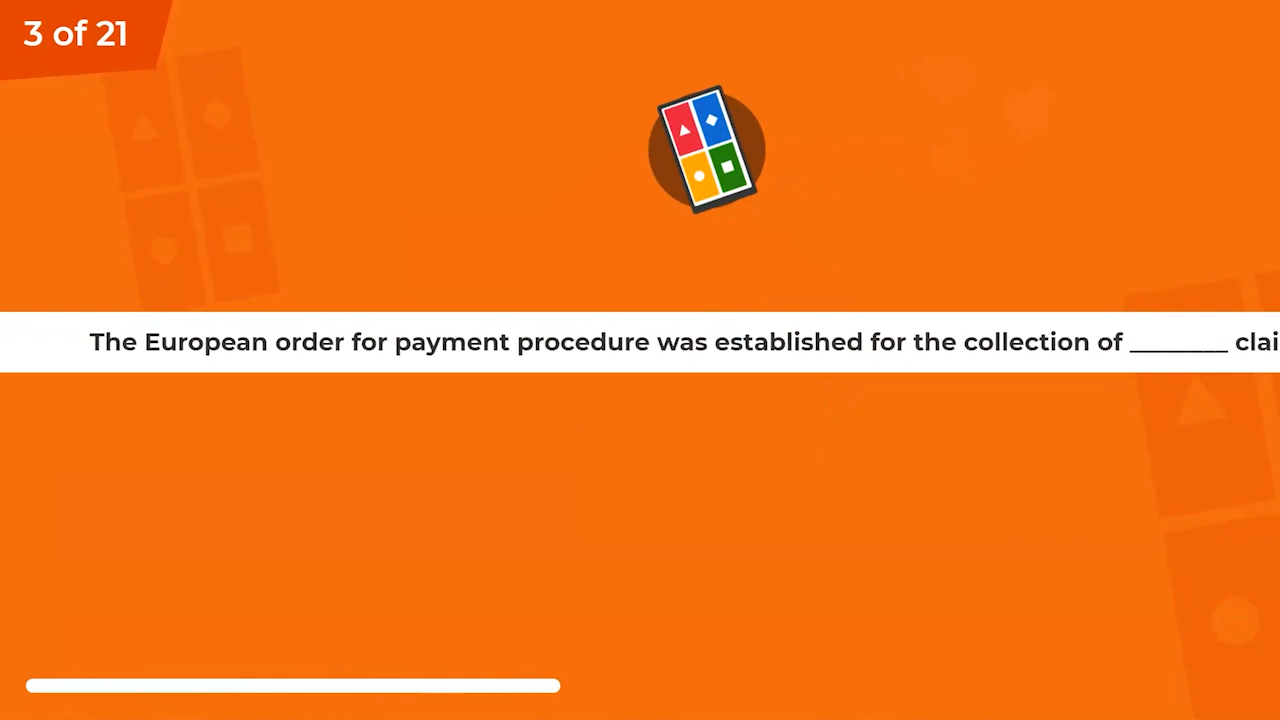 3 of 21
The European order for payment procedure was established for the collection of ________ clai